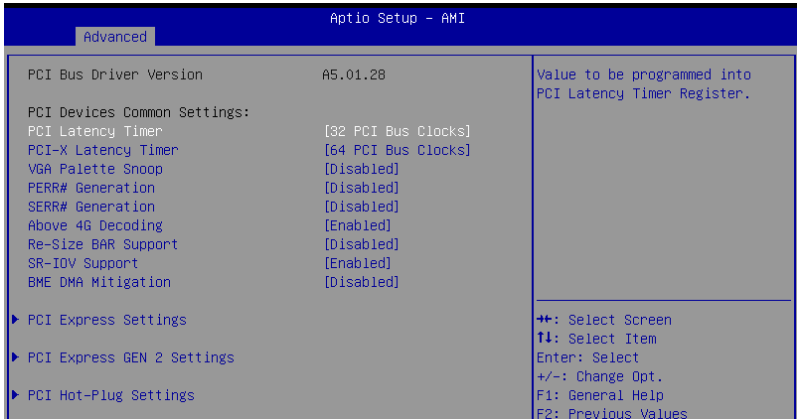 Aptio Setup - AMI
Advanced
PCI Bus Driver Version A5.01.28
PCI Devices Common Settings:
PCI Latency Timer [32 PCI Bus Clocks]
PCI-X Latency Timer [64 PCI Bus Clocks]
VGA Palette Snoop [Disabled]
PERR# Generation [Disabled]
SERR# Generation [Disabled]
Above 4G Decoding [Enabled]
Re-Size BAR Support [Disabled]
SR-IOV Support [Enabled]
BME DMA Mitigation [Disabled]
PCI Express Settings
PCI Express GEN 2 Settings
PCI Hot-Plug Settings
Value to be programmed into
PCI Latency Timer Register.
→←: Select Screen
↑↓: Select Item
Enter: Select
+/-: Change Opt.
F1: General Help
F2: Previous Values